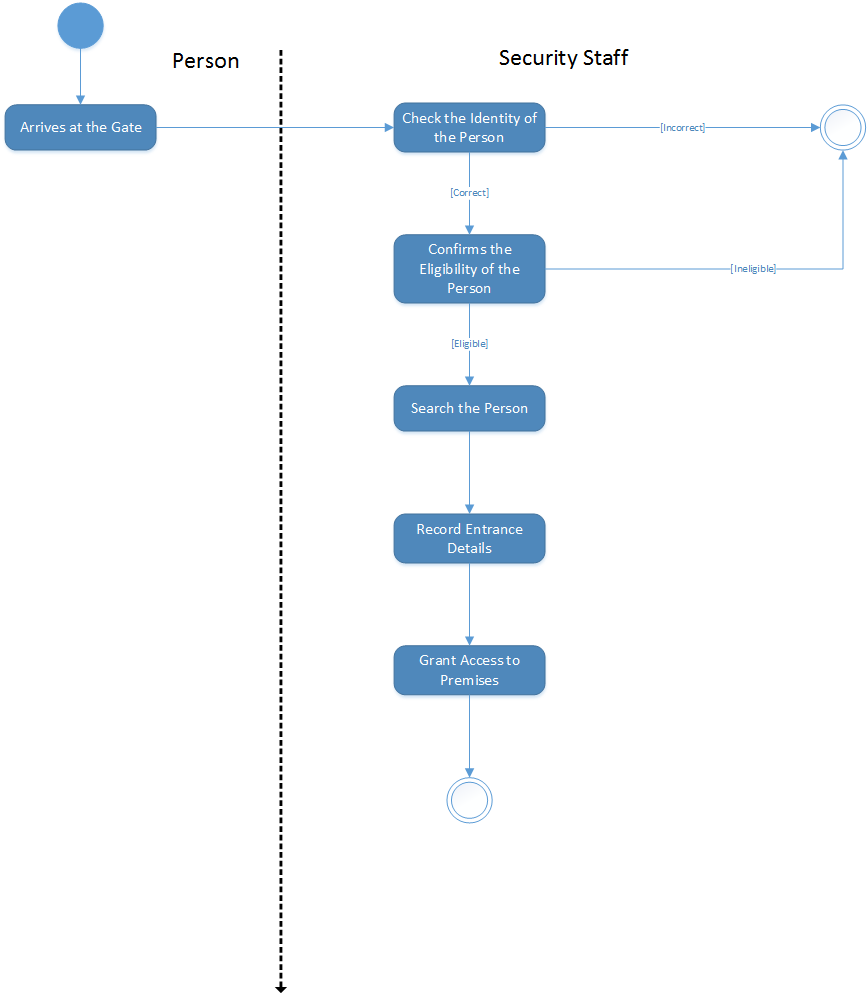 Person
Security Staff
Arrives at the Gate
Check the Identity of
the Person
[Incorrect]
[Correct]
Confirms the
Eligibility of the
Person
[Ineligible]
[Eligible]
Search the Person
Record Entrance
Details
Grant Access to
Premises